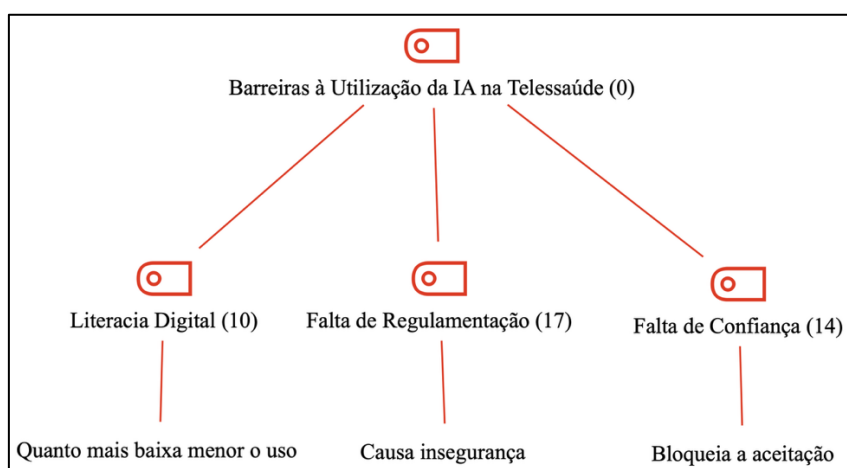 Barreiras à Utilização da IA na Telessaúde (0)
Literacia Digital (10)
Falta de Regulamentação (17)
Falta de Confiança (14)
Quanto mais baixa menor o uso
Causa insegurança
Bloqueia a aceitação